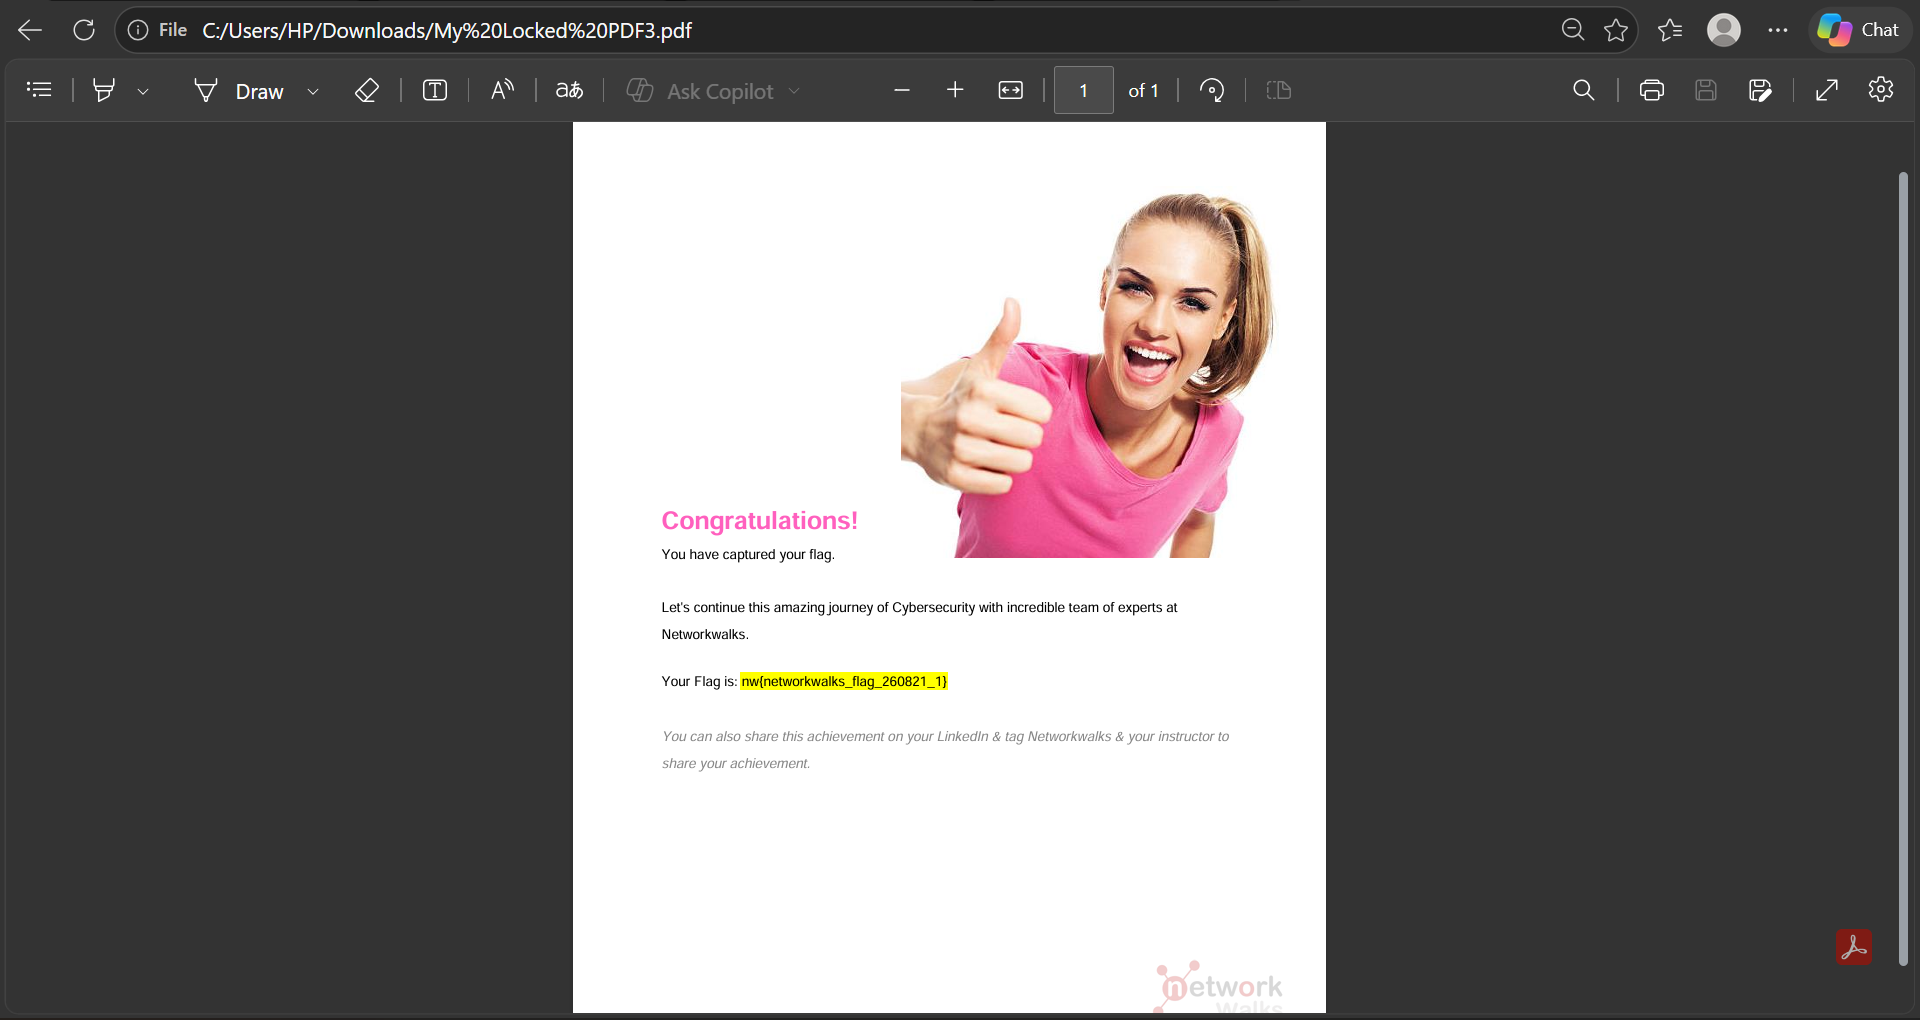 File C:/Users/HP/Downloads/My%20Locked%20PDF3.pdf
Chat
Draw
T
A
aあ
Ask Copilot
1 of 1
Congratulations!
You have captured your flag.
Let's continue this amazing journey of Cybersecurity with incredible team of experts at
Networkwalks.
Your Flag is: nw{networkwalks_flag_260821_1}
You can also share this achievement on your LinkedIn & tag Networkwalks & your instructor to
share your achievement.
network
Walks